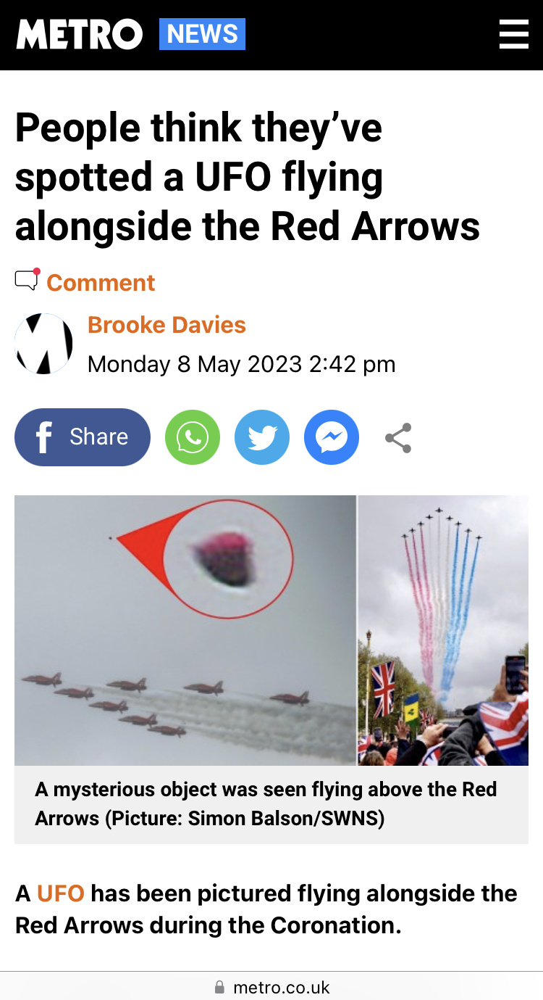 METRO NEWS
People think they’ve
spotted a UFO flying
alongside the Red Arrows
Comment
Brooke Davies
Monday 8 May 2023 2:42 pm
f Share
A mysterious object was seen flying above the Red
Arrows (Picture: Simon Balson/SWNS)
A UFO has been pictured flying alongside the
Red Arrows during the Coronation.
metro.co.uk